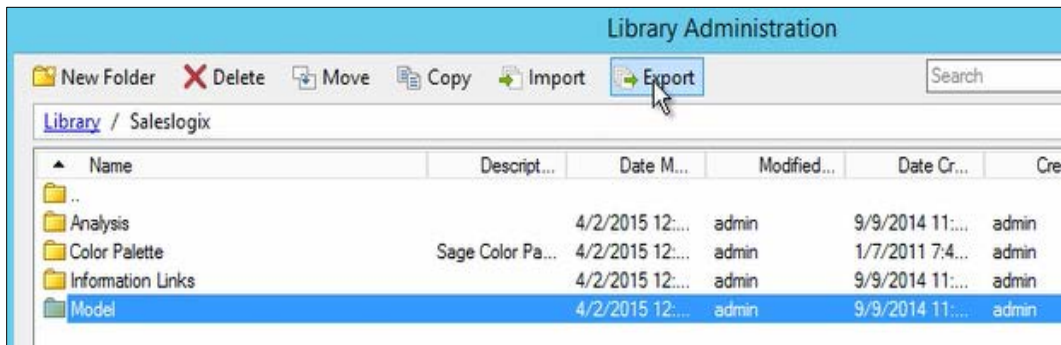 Library Administration
New Folder Delete Move Copy Import Export Search
Library / Saleslogix
Name Descript... Date M... Modified... Date Cr... Cre
..
Analysis 4/2/2015 12:... admin 9/9/2014 11:... admin
Color Palette Sage Color Pa... 4/2/2015 12:... admin 1/7/2011 7:4... admin
Information Links 4/2/2015 12:... admin 9/9/2014 11:... admin
Model 4/2/2015 12:... admin 9/9/2014 11:... admin